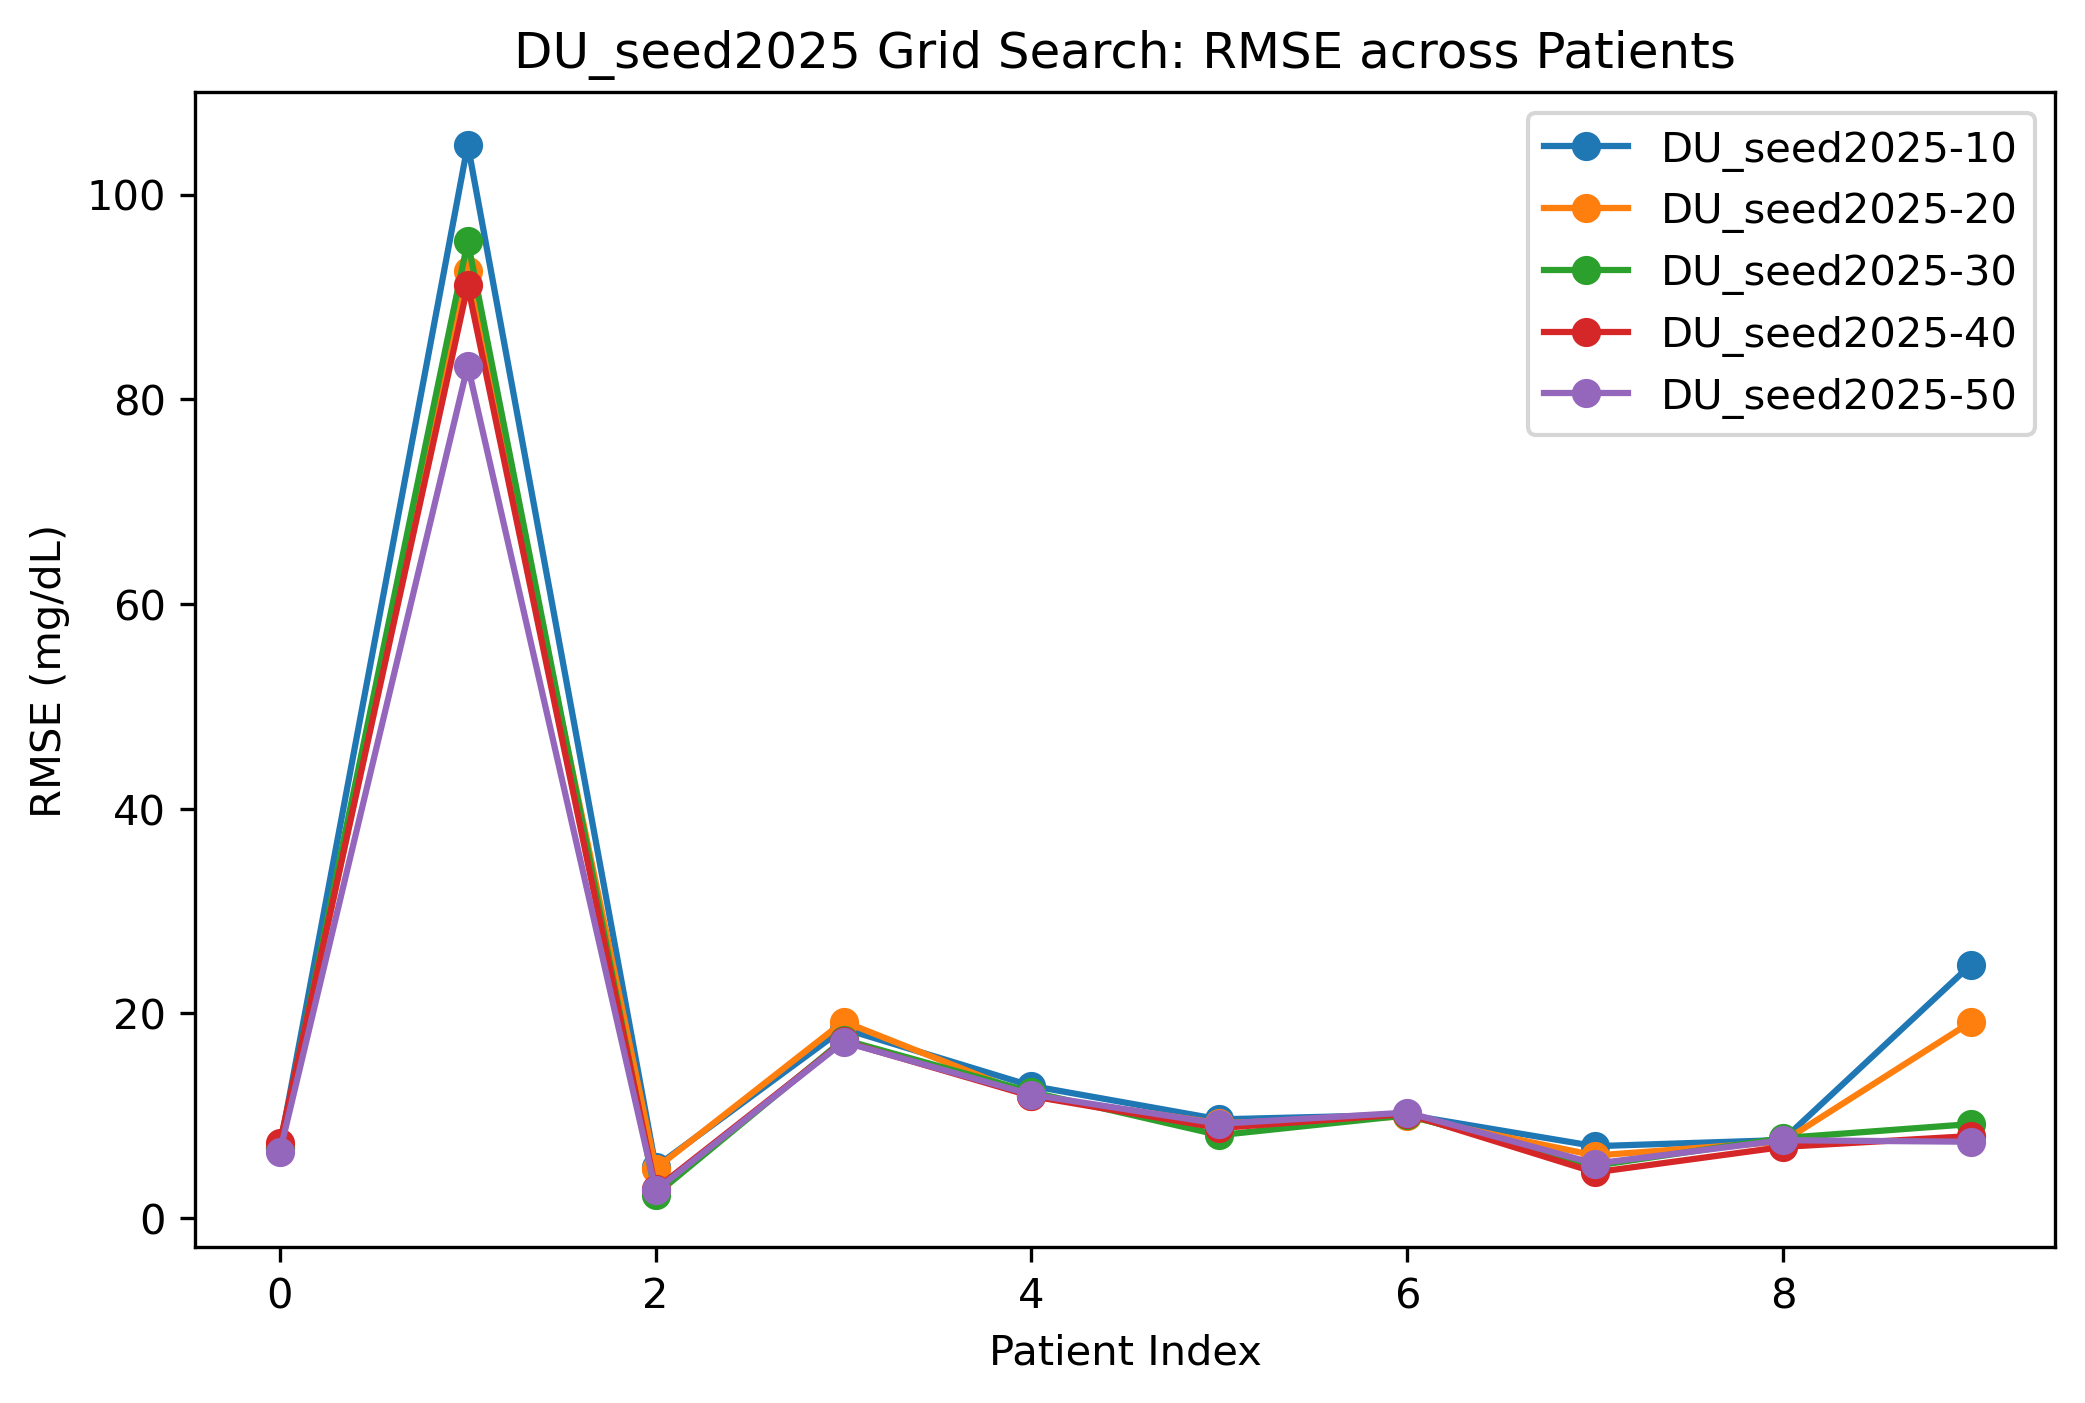 DU_seed2025 Grid Search: RMSE across Patients
DU_seed2025-10
DU_seed2025-20
DU_seed2025-30
DU_seed2025-40
DU_seed2025-50
100
80
60
40
20
0
RMSE (mg/dL)
0 2 4 6 8
Patient Index